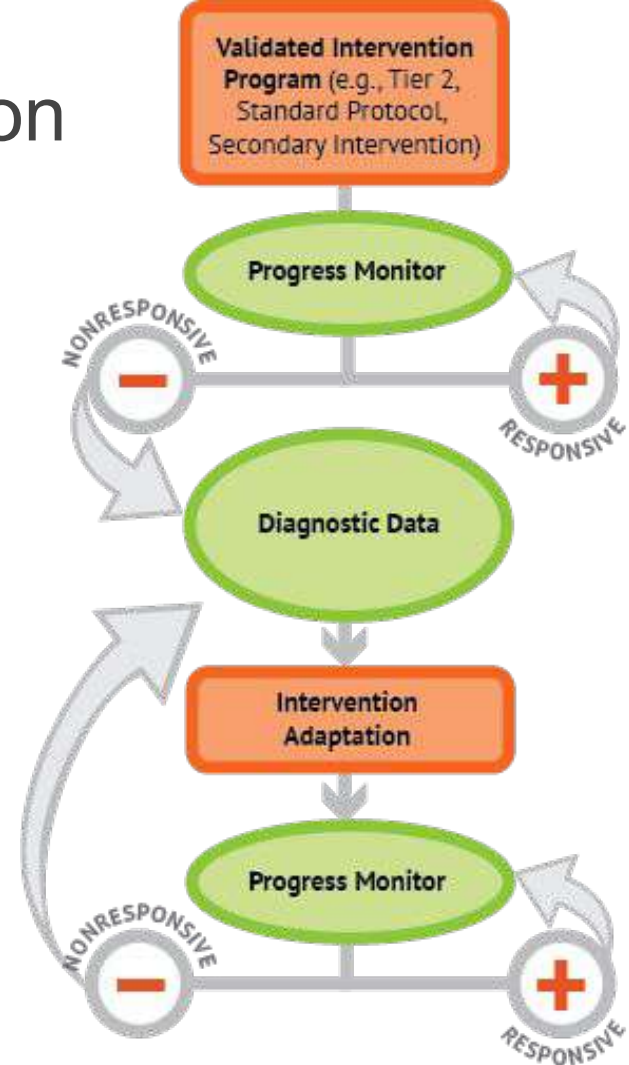 on
Validated Intervention
Program (e.g., Tier 2,
Standard Protocol,
Secondary Intervention)
Progress Monitor
NONRESPONSIVE
RESPONSIVE
Diagnostic Data
Intervention
Adaptation
Progress Monitor
NONRESPONSIVE
RESPONSIVE